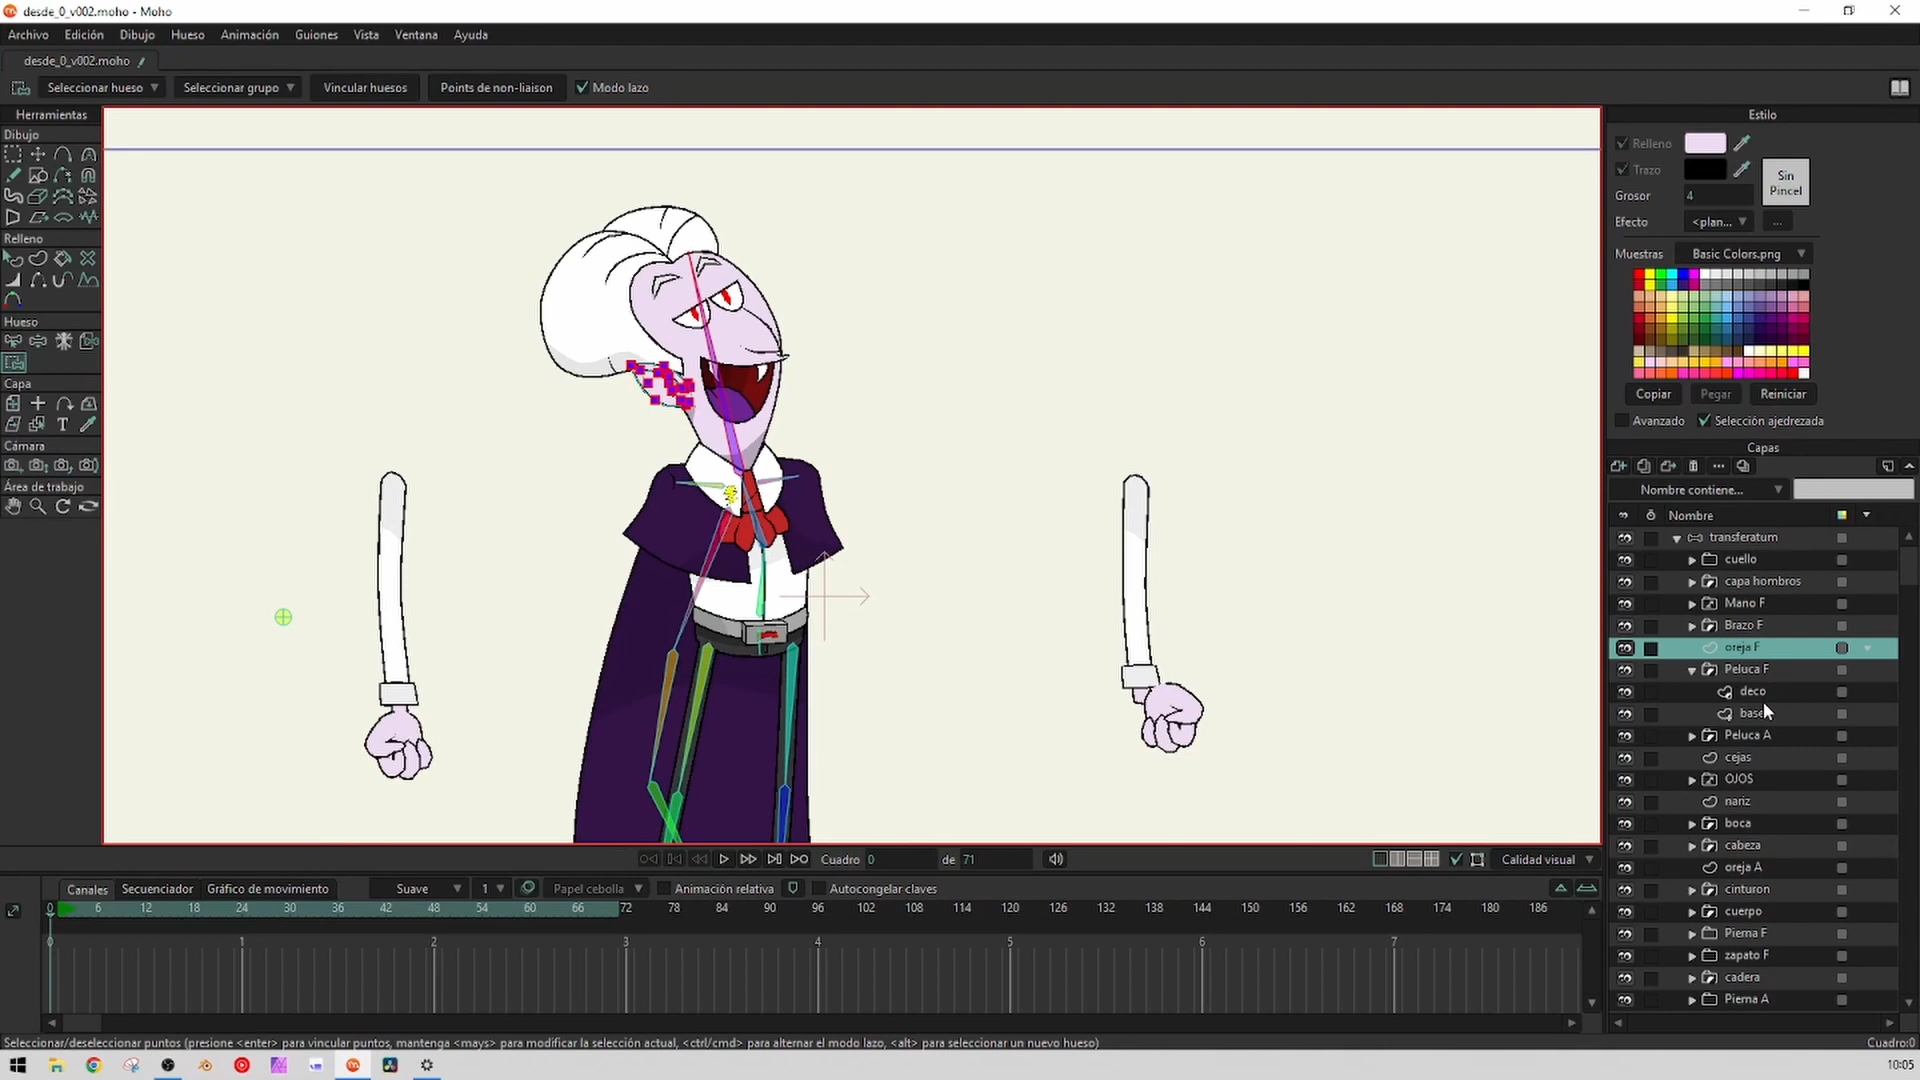 desde_0_v002.moho - Moho
Archivo Edición Dibujo Hueso Animación Guiones Vista Ventana Ayuda
desde_0_v002.moho
Seleccionar hueso Seleccionar grupo Vincular huesos Points de non-liaison Modo lazo
Herramientas
Dibujo
Relleno
Hueso
Capa
Cámara
Área de trabajo
Estilo
Relleno
Trazo
Sin Pincel
Grosor 4
Efecto <plan... ...
Muestras Basic Colors.png
Copiar Pegar Reiniciar
Avanzado Selección ajedrezada
Capas
Nombre contiene...
Nombre
transferatum
cuello
capa hombros
Mano F
Brazo F
oreja F
Peluca F
deco
base
Peluca A
cejas
OJOS
nariz
boca
cabeza
oreja A
cinturon
cuerpo
Pierna F
zapato F
cadera
Pierna A
Cuadro 0 de 71 Calidad visual
Canales Secuenciador Gráfico de movimiento Suave 1 Papel cebolla Animación relativa Autocongelar claves
0 6 12 18 24 30 36 42 48 54 60 66 72 78 84 90 96 102 108 114 120 126 132 138 144 150 156 162 168 174 180 186
0 1 2 3 4 5 6 7
Seleccionar/deseleccionar puntos (presione <enter> para vincular puntos, mantenga <mays> para modificar la selección actual, <ctrl/cmd> para alternar el modo lazo, <alt> para seleccionar un nuevo hueso) Cuadro:0
10:05